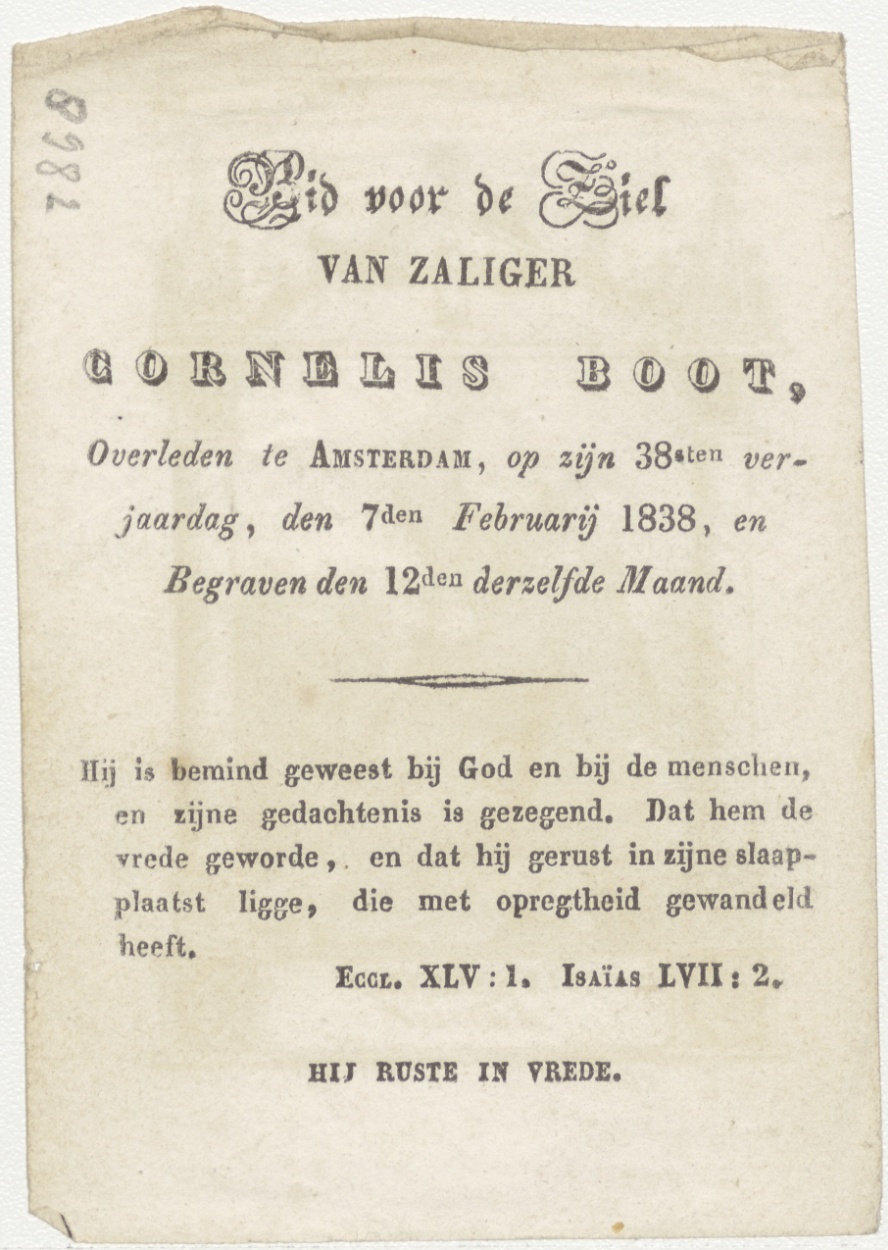 Bid voor de Ziel
VAN ZALIGER
CORNELIS BOOT,
Overleden te AMSTERDAM, op zijn 38sten ver-
jaardag, den 7den Februarij 1838, en
Begraven den 12den derzelfde Maand.
Hij is bemind geweest bij God en bij de menschen,
en zijne gedachtenis is gezegend. Dat hem de
vrede geworde, en dat hij gerust in zijne slaap-
plaatst ligge, die met opregtheid gewandeld
heeft.
ECCL. XLV: 1. ISAÏAS LVII: 2.
HIJ RUSTE IN VREDE.